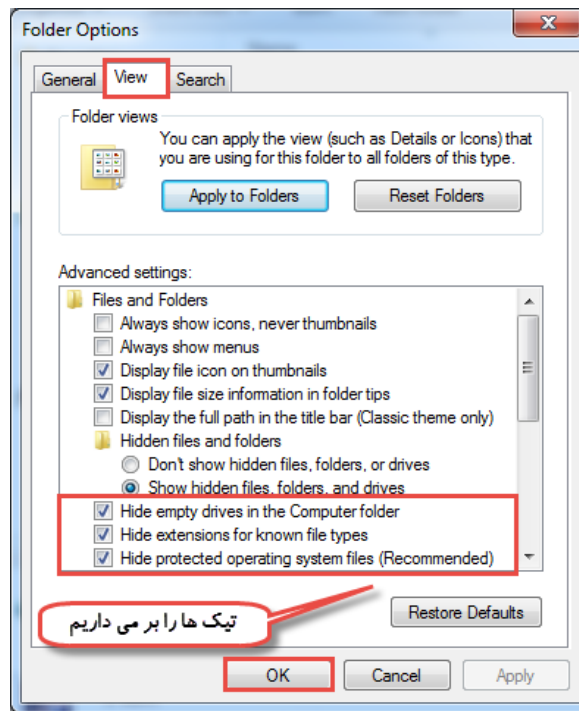 Folder Options
General View Search
Folder views
You can apply the view (such as Details or Icons) that
you are using for this folder to all folders of this type.
Apply to Folders Reset Folders
Advanced settings:
Files and Folders
Always show icons, never thumbnails
Always show menus
Display file icon on thumbnails
Display file size information in folder tips
Display the full path in the title bar (Classic theme only)
Hidden files and folders
Don't show hidden files, folders, or drives
Show hidden files, folders, and drives
Hide empty drives in the Computer folder
Hide extensions for known file types
Hide protected operating system files (Recommended)
تیک ها را بر می داریم
Restore Defaults
OK Cancel Apply